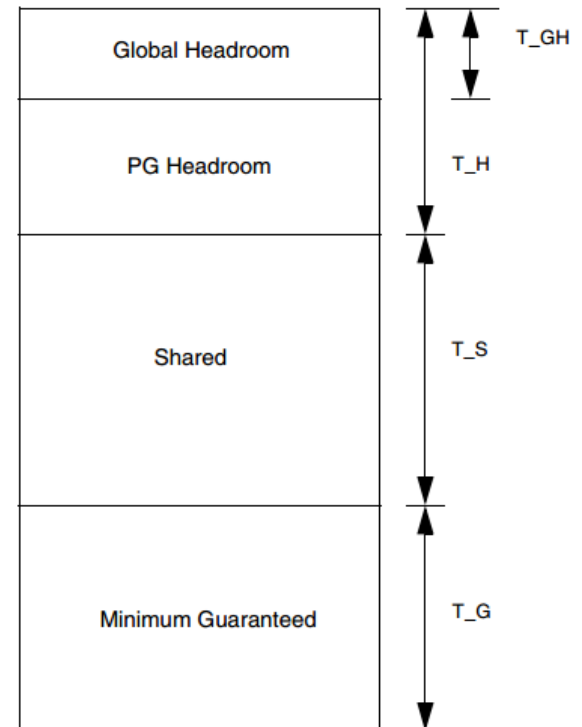 Global Headroom
T_GH
PG Headroom
T_H
Shared
T_S
Minimum Guaranteed
T_G